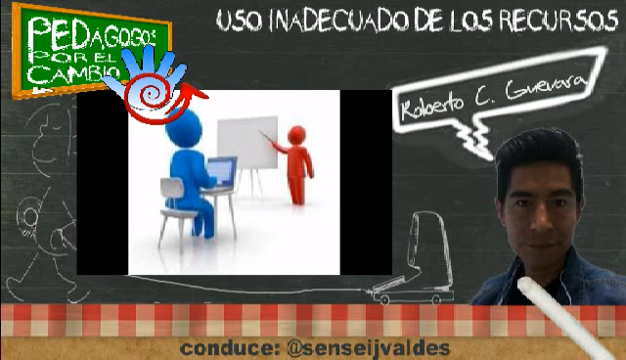 USO INADECUADO DE LOS RECURSOS
PEDAGOGOS
POR EL
CAMBIO
Roberto C. Guevara
conduce: @senseijvaldes